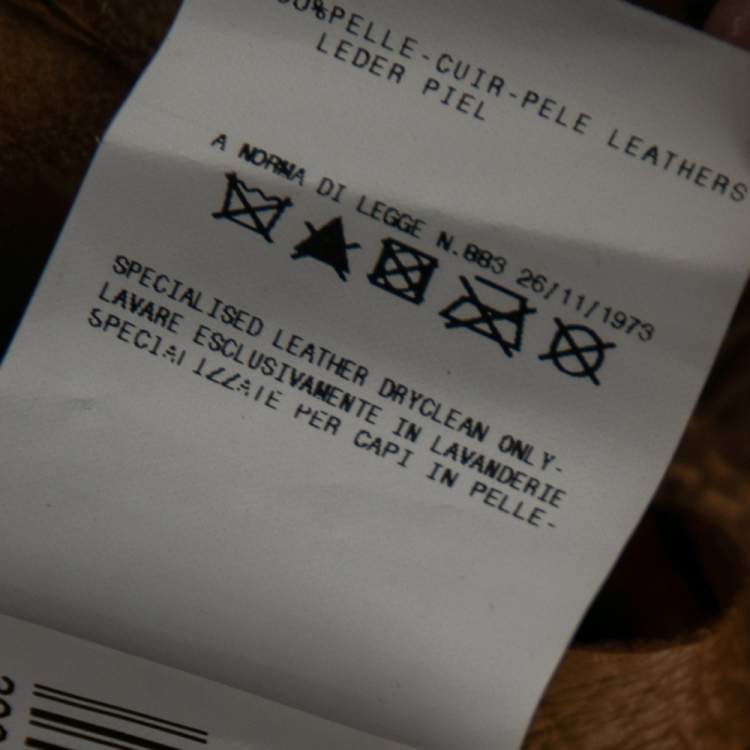 PELLE-CUIR-PELE LEATHERS
LEDER PIEL
A NORMA DI LEGGE N.883 26/11/1973
SPECIALISED LEATHER DRYCLEAN ONLY-
LAVARE ESCLUSIVAMENTE IN LAVANDERIE
SPECIALIZZATE PER CAPI IN PELLE-